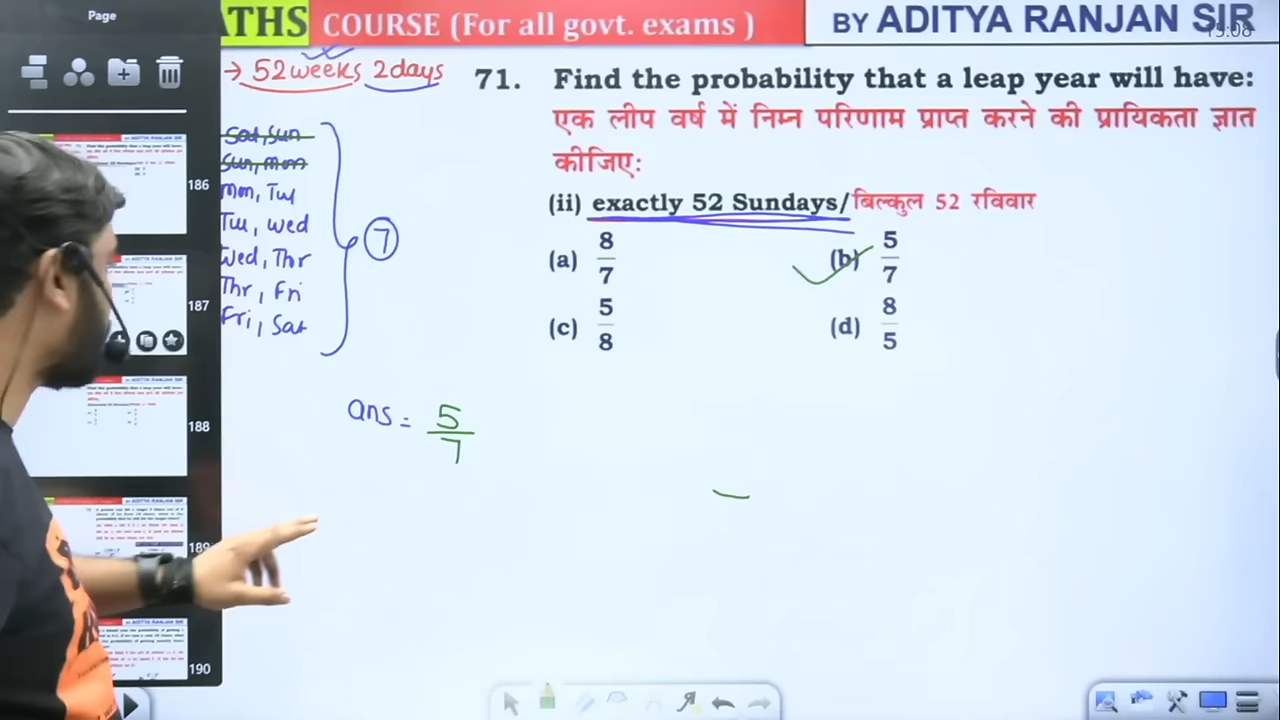 Page
ATHS COURSE (For all govt. exams ) BY ADITYA RANJAN SIR
15:08
→ 52 weeks 2 days
71. Find the probability that a leap year will have:
एक लीप वर्ष में निम्न परिणाम प्राप्त करने की प्रायिकता ज्ञात
कीजिए:
(ii) exactly 52 Sundays/बिल्कुल 52 रविवार
(a) 8/7 (b) 5/7
(c) 5/8 (d) 8/5
Sat, Sun
Sun, Mon
Mon, Tue
Tue, Wed
Wed, Thr
Thr, Fri
Fri, Sat
7
ans = 5/7
186
187
188
189
190